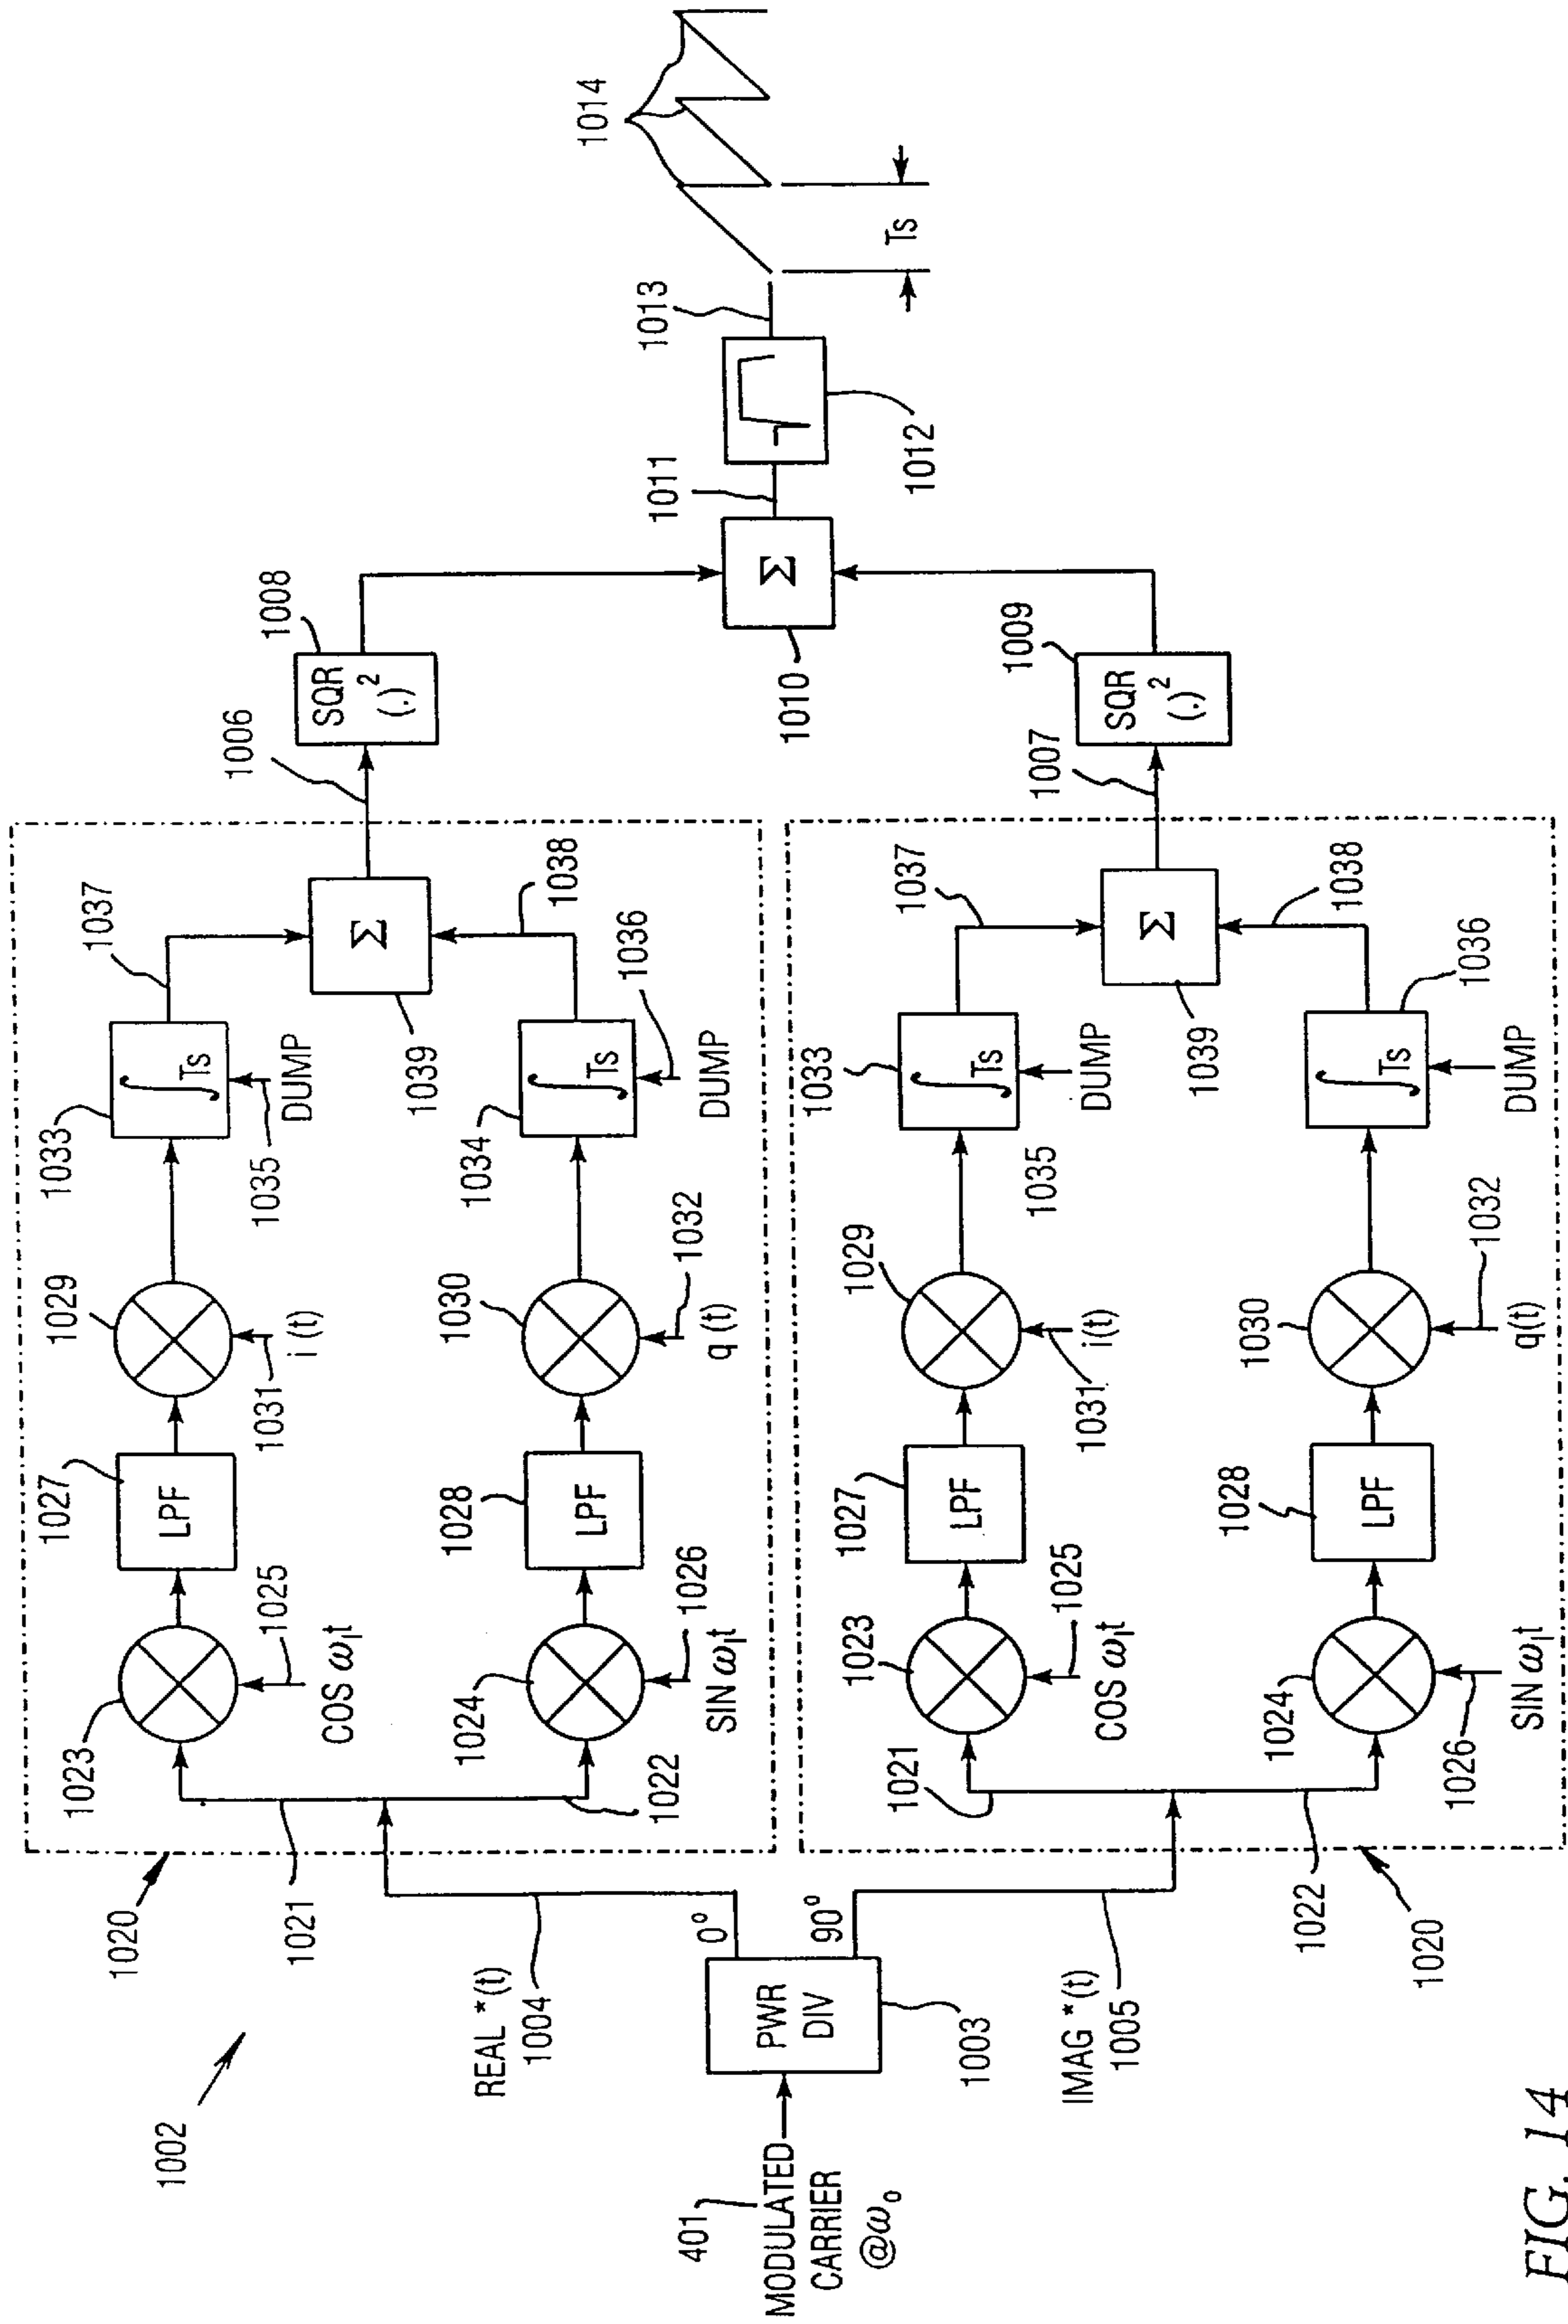 1002
401
MODULATED
CARRIER
@ω₀
PWR
DIV
1003
0°
90°
REAL *(t)
1004
IMAG *(t)
1005
1020
1021
1022
1023
COS ω₁t
1025
1024
SIN ω₁t
1026
1027
LPF
1028
LPF
1029
i (t)
1031
1030
q (t)
1032
1033
∫Ts
1035
DUMP
1034
∫Ts
1036
DUMP
1037
1038
Σ
1039
1006
SQR
(.)²
1008
1020
1021
1022
1023
COS ω₁t
1025
1024
SIN ω₁t
1026
1027
LPF
1028
LPF
1029
i(t)
1031
1030
q(t)
1032
1033
∫Ts
1035
DUMP
∫Ts
1036
DUMP
1037
1038
Σ
1039
1007
SQR
(.)²
1009
Σ
1010
1011
1012
1013
1014
Ts
FIG. 14